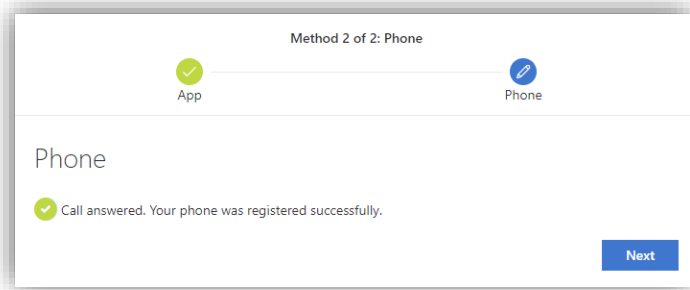 Method 2 of 2: Phone
App
Phone
Phone
Call answered. Your phone was registered successfully.
Next